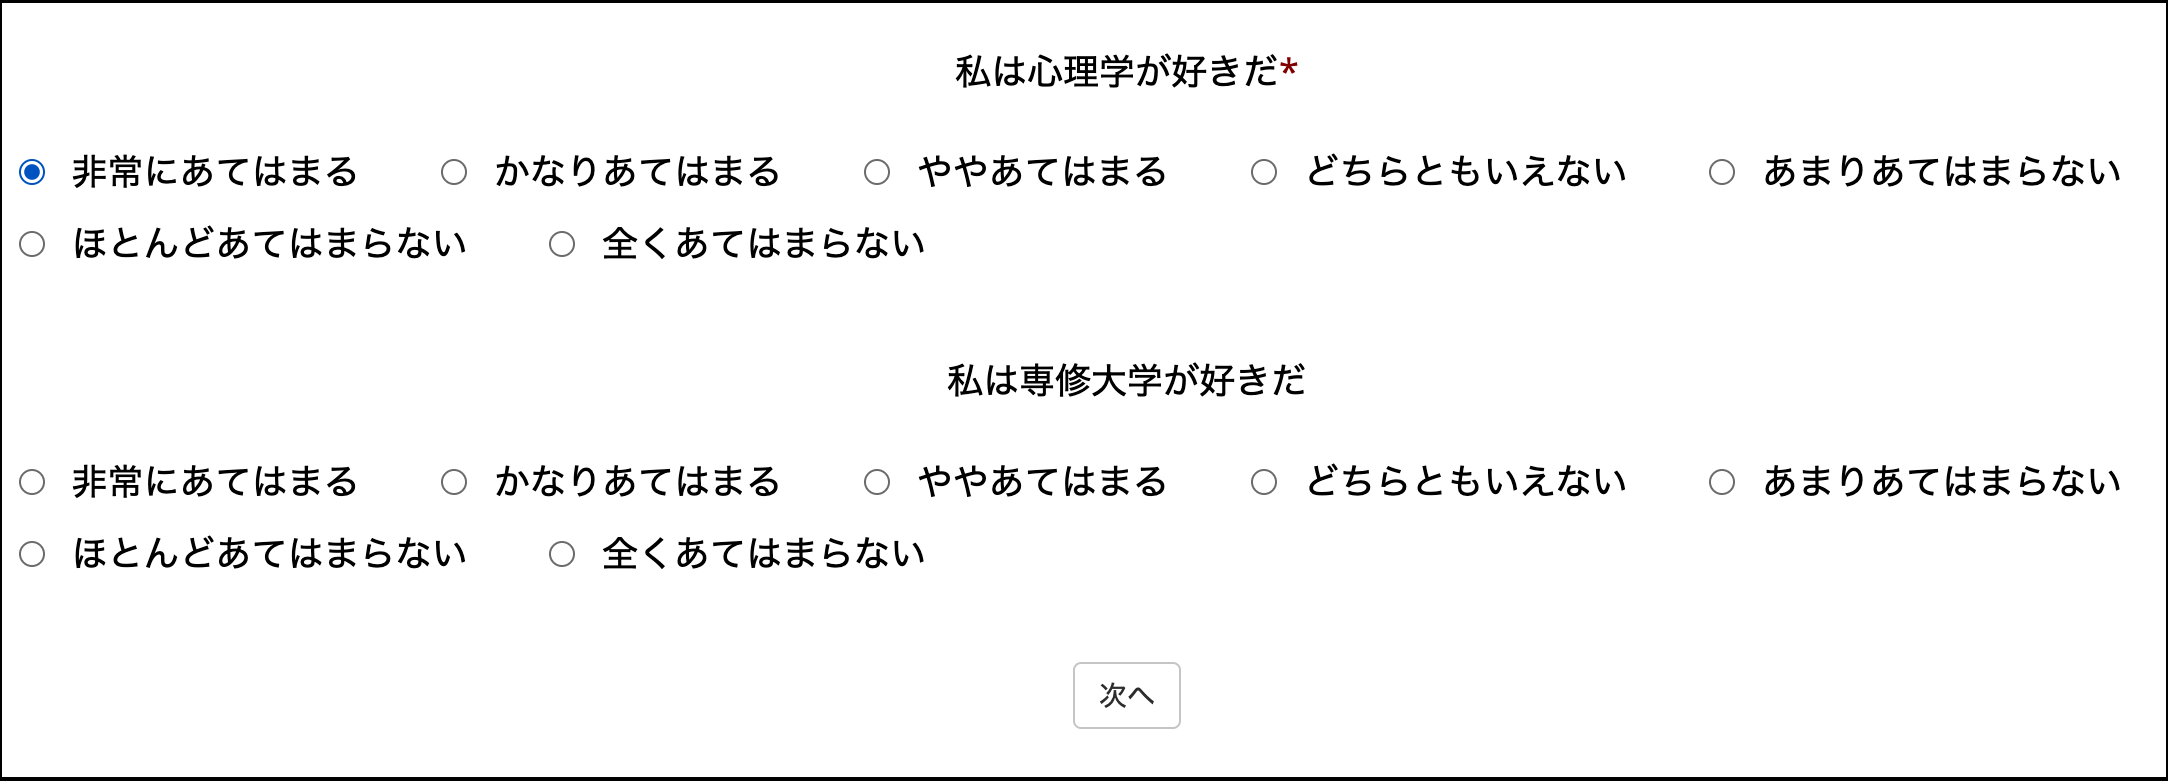 私は心理学が好きだ*
非常にあてはまる かなりあてはまる ややあてはまる どちらともいえない あまりあてはまらない
ほとんどあてはまらない 全くあてはまらない
私は専修大学が好きだ
非常にあてはまる かなりあてはまる ややあてはまる どちらともいえない あまりあてはまらない
ほとんどあてはまらない 全くあてはまらない
次へ